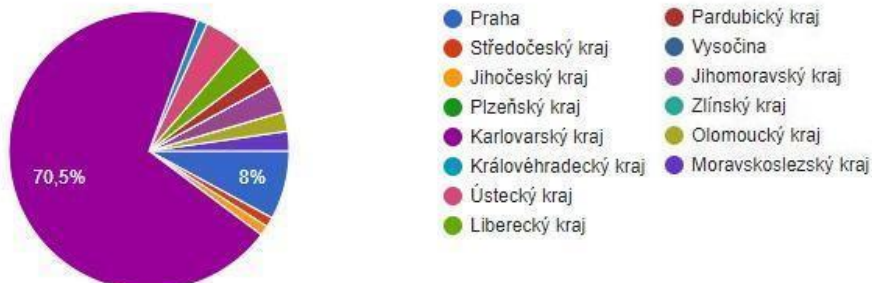 70,5%
8%
Praha
Středočeský kraj
Jihočeský kraj
Plzeňský kraj
Karlovarský kraj
Královéhradecký kraj
Ústecký kraj
Liberecký kraj
Pardubický kraj
Vysočina
Jihomoravský kraj
Zlínský kraj
Olomoucký kraj
Moravskoslezský kraj